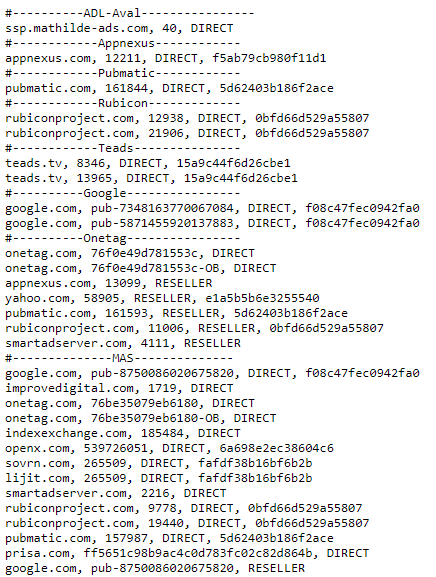 #----------ADL-Aval----------------
ssp.mathilde-ads.com, 40, DIRECT
#------------Appnexus--------------
appnexus.com, 12211, DIRECT, f5ab79cb980f11d1
#------------Pubmatic--------------
pubmatic.com, 161844, DIRECT, 5d62403b186f2ace
#------------Rubicon-------------
rubiconproject.com, 12938, DIRECT, 0bfd66d529a55807
rubiconproject.com, 21906, DIRECT, 0bfd66d529a55807
#------------Teads----------------
teads.tv, 8346, DIRECT, 15a9c44f6d26cbe1
teads.tv, 13965, DIRECT, 15a9c44f6d26cbe1
#----------Google----------------
google.com, pub-7348163770067084, DIRECT, f08c47fec0942fa0
google.com, pub-5871455920137883, DIRECT, f08c47fec0942fa0
#----------Onetag----------------
onetag.com, 76f0e49d781553c, DIRECT
onetag.com, 76f0e49d781553c-OB, DIRECT
appnexus.com, 13099, RESELLER
yahoo.com, 58905, RESELLER, e1a5b5b6e3255540
pubmatic.com, 161593, RESELLER, 5d62403b186f2ace
rubiconproject.com, 11006, RESELLER, 0bfd66d529a55807
smartadserver.com, 4111, RESELLER
#--------------MAS--------------
google.com, pub-8750086020675820, DIRECT, f08c47fec0942fa0
improvedigital.com, 1719, DIRECT
onetag.com, 76be35079eb6180, DIRECT
onetag.com, 76be35079eb6180-OB, DIRECT
indexexchange.com, 185484, DIRECT
openx.com, 539726051, DIRECT, 6a698e2ec38604c6
sovrn.com, 265509, DIRECT, fafdf38b16bf6b2b
lijit.com, 265509, DIRECT, fafdf38b16bf6b2b
smartadserver.com, 2216, DIRECT
rubiconproject.com, 9778, DIRECT, 0bfd66d529a55807
rubiconproject.com, 19440, DIRECT, 0bfd66d529a55807
pubmatic.com, 157987, DIRECT, 5d62403b186f2ace
prisa.com, ff5651c98b9ac4c0d783fc02c82d864b, DIRECT
google.com, pub-8750086020675820, RESELLER